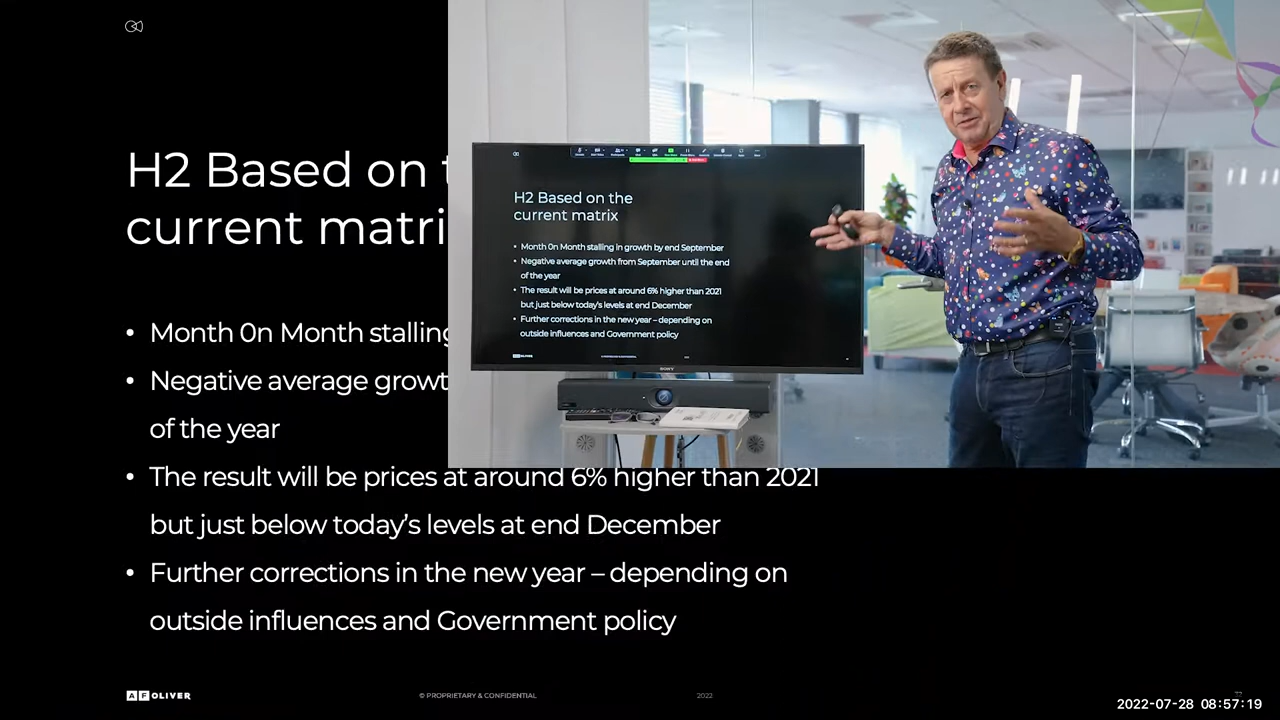 H2 Based on t
current matri
• Month 0n Month stalling
• Negative average growt
of the year
• The result will be prices at around 6% higher than 2021
but just below today's levels at end December
• Further corrections in the new year – depending on
outside influences and Government policy
AF OLIVER
© PROPRIETARY & CONFIDENTIAL
2022
2022-07-28 08:57:19
H2 Based on the
current matrix
• Month 0n Month stalling in growth by end September
• Negative average growth from September until the end
of the year
• The result will be prices at around 6% higher than 2021
but just below today's levels at end December
• Further corrections in the new year – depending on
outside influences and Government policy
AF OLIVER
© PROPRIETARY & CONFIDENTIAL
SONY